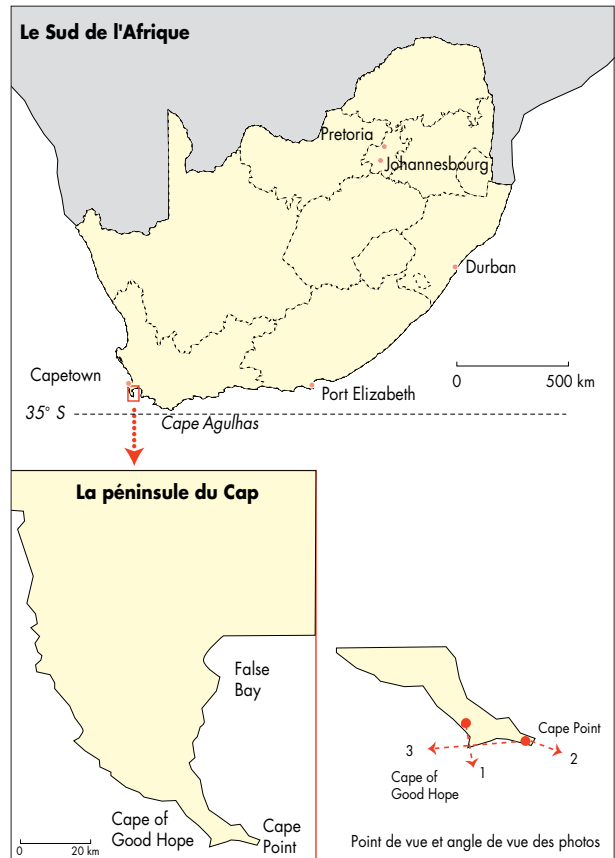 Le Sud de l'Afrique
Pretoria
Johannesbourg
Durban
Capetown
Port Elizabeth
0 500 km
35° S
Cape Agulhas
La péninsule du Cap
False
Bay
Cape of
Good Hope
Cape
Point
0 20 km
Cape Point
3
2
1
Cape of
Good Hope
Point de vue et angle de vue des photos